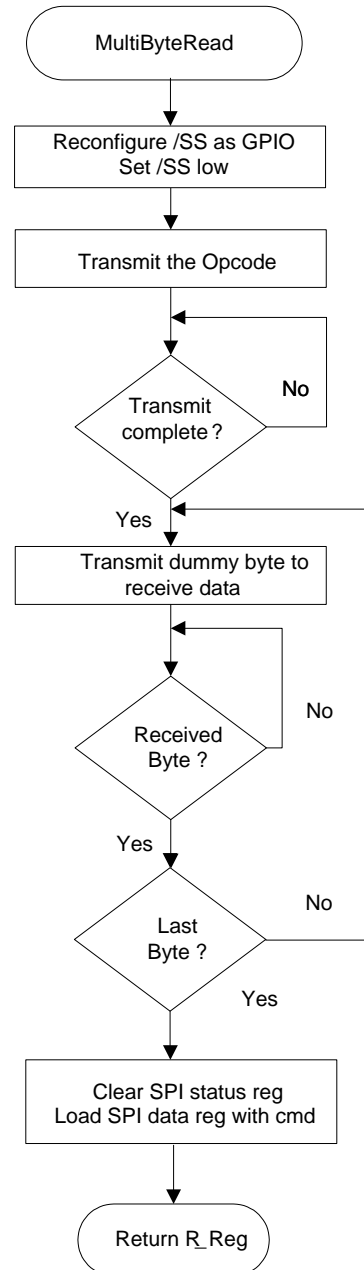 MultiByteRead
Reconfigure /SS as GPIO
Set /SS low
Transmit the Opcode
No
Transmit
complete ?
Yes
Transmit dummy byte to
receive data
No
Received
Byte ?
Yes
No
Last
Byte ?
Yes
Clear SPI status reg
Load SPI data reg with cmd
Return R_Reg